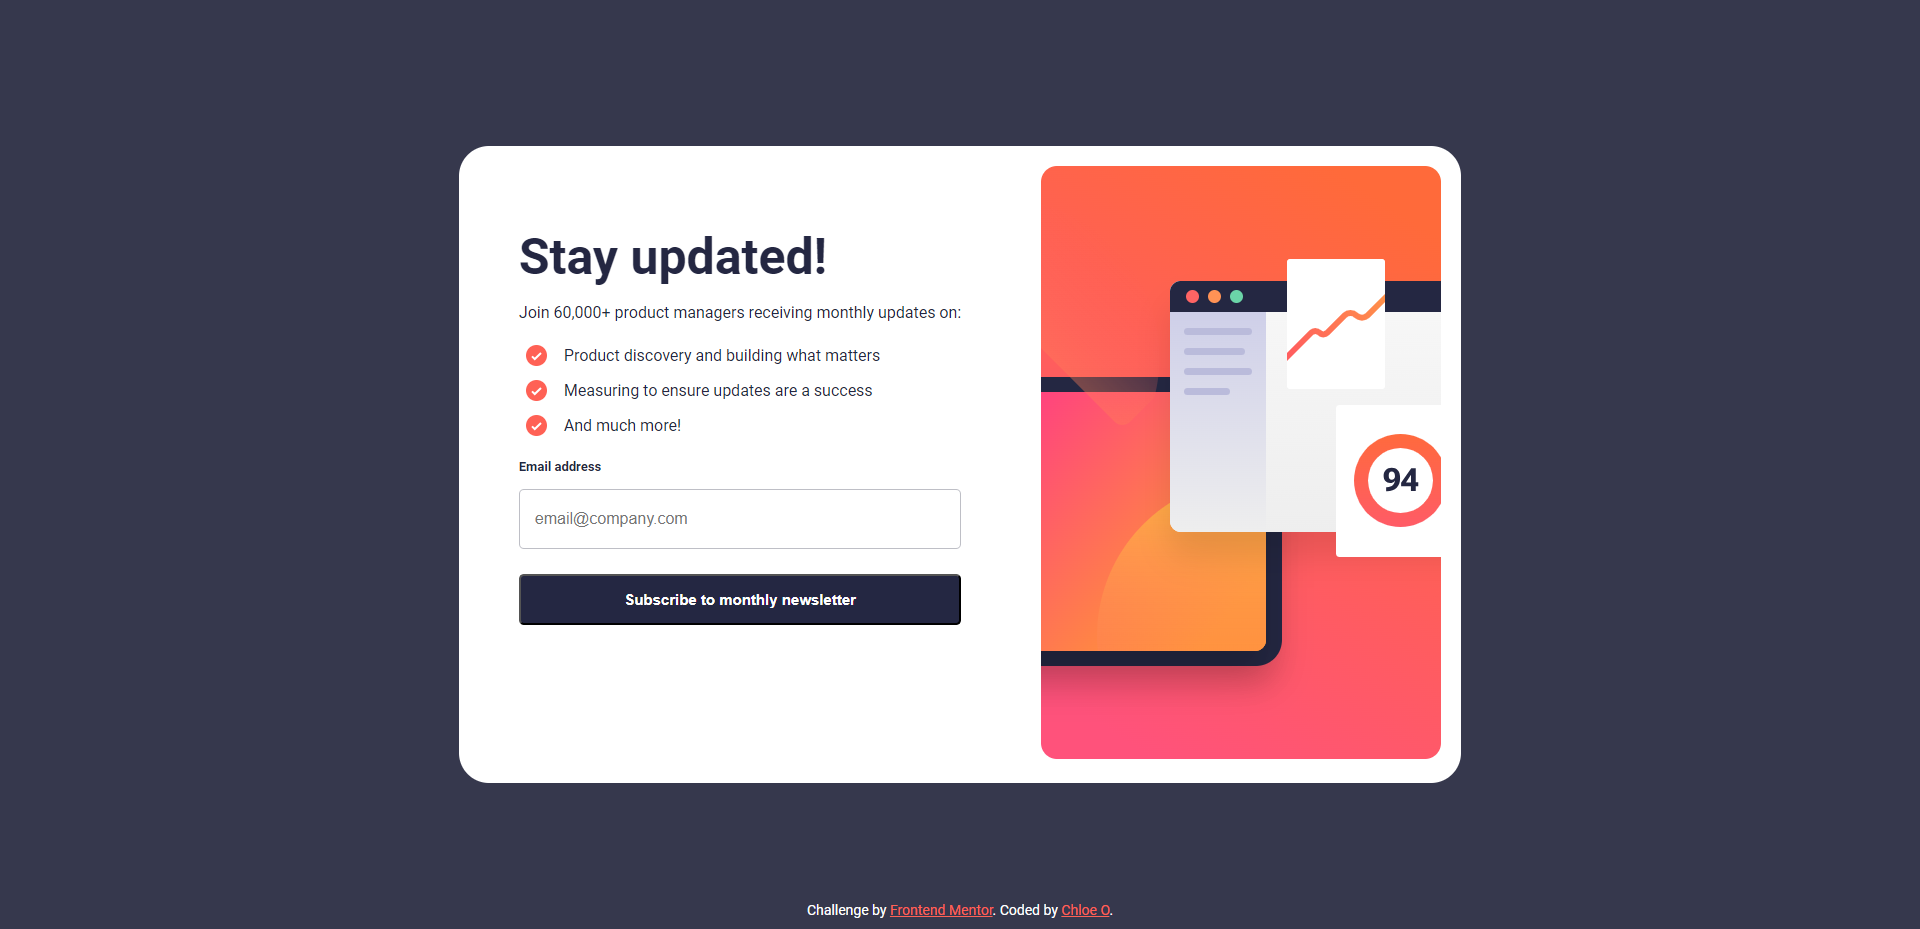 Stay updated!
Join 60,000+ product managers receiving monthly updates on:
Product discovery and building what matters
Measuring to ensure updates are a success
And much more!
Email address
email@company.com
Subscribe to monthly newsletter
94
Challenge by Frontend Mentor. Coded by Chloe O.